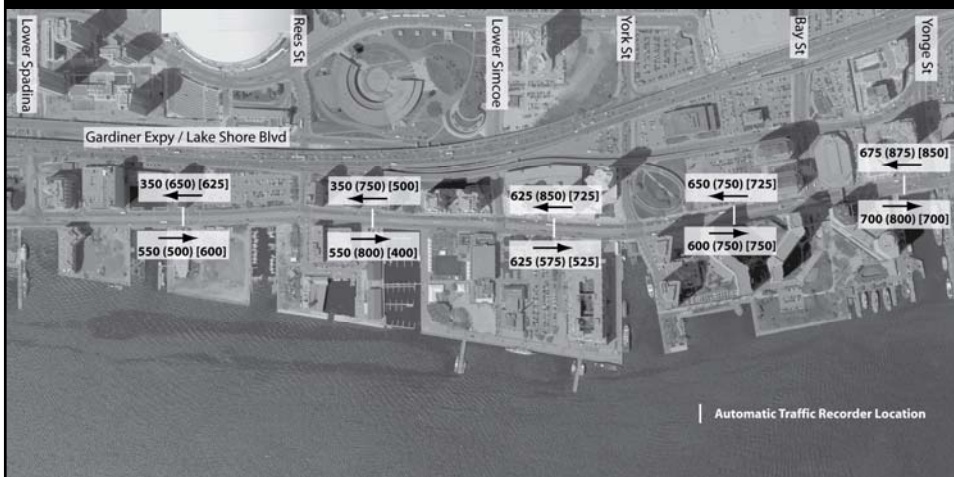 Lower Spadina
Rees St
Lower Simcoe
York St
Bay St
Yonge St
Gardiner Expy / Lake Shore Blvd
675 (875) [850]
350 (650) [625]
350 (750) [500]
625 (850) [725]
650 (750) [725]
700 (800) [700]
550 (500) [600]
550 (800) [400]
625 (575) [525]
600 (750) [750]
Automatic Traffic Recorder Location